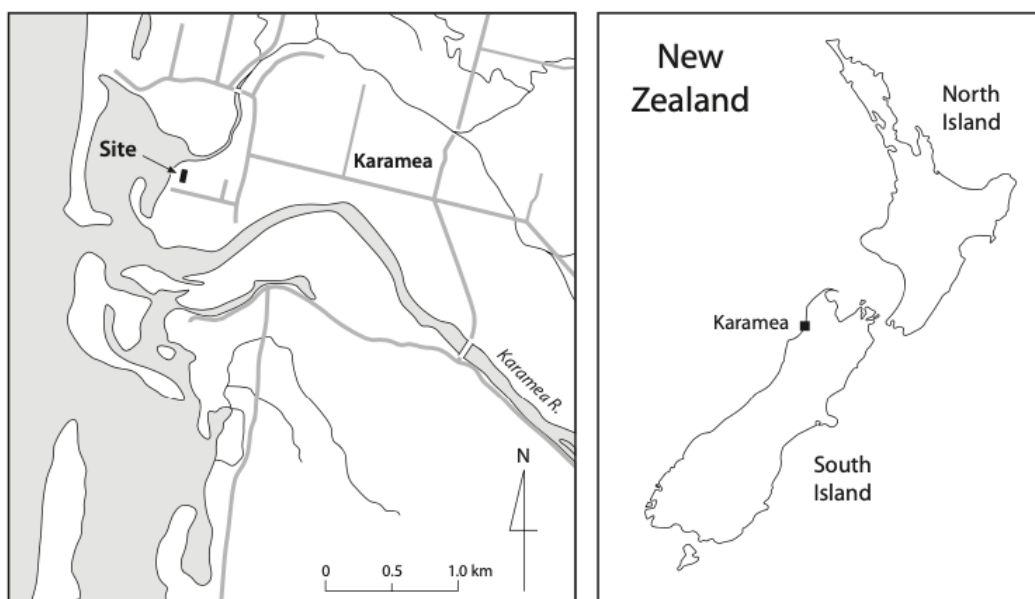 Site
Karamea
Karamea R.
N
0 0.5 1.0 km
New
Zealand
North
Island
Karamea
South
Island